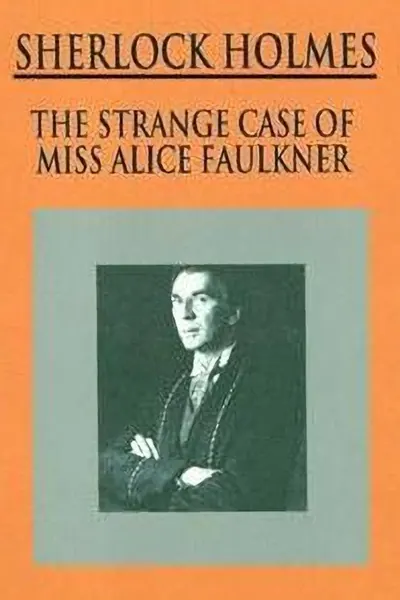 SHERLOCK HOLMES
THE STRANGE CASE OF
MISS ALICE FAULKNER